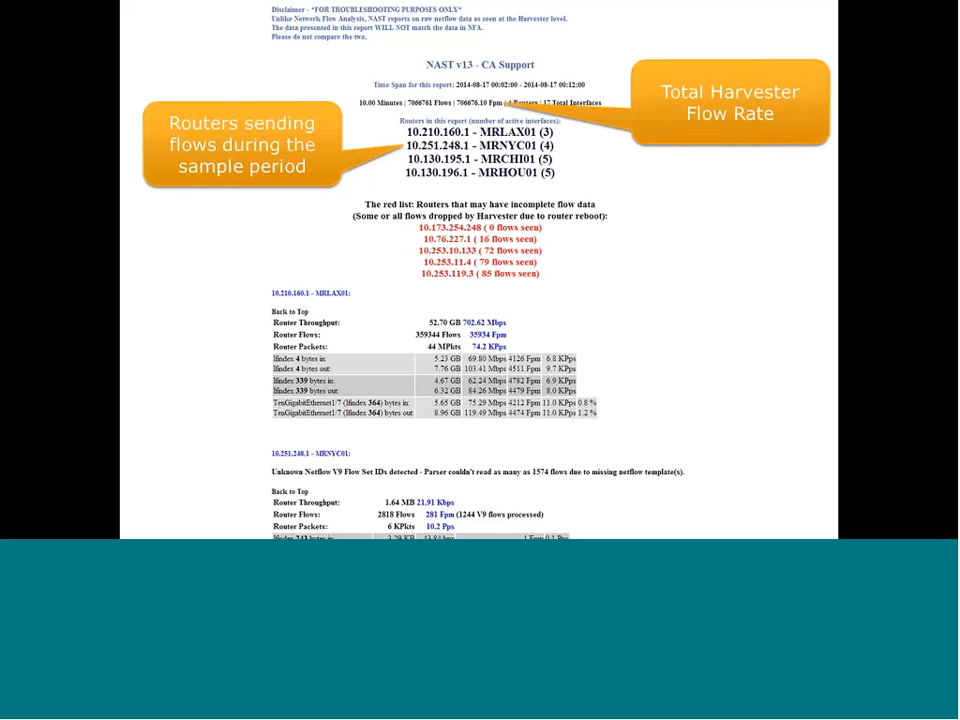 Disclaimer - *FOR TROUBLESHOOTING PURPOSES ONLY*
Unlike Network Flow Analysis, NAST reports on raw netflow data as seen at the Harvester level.
The data presented in this report WILL NOT match the data in NFA.
Please do not compare the two.
NAST v13 - CA Support
Time Span for this report: 2014-08-17 00:02:00 - 2014-08-17 00:12:00
10.00 Minutes | 7066761 Flows | 706676.10 Fpm | 4 Routers | 17 Total Interfaces
Total Harvester
Flow Rate
Routers sending
flows during the
sample period
Routers in this report (number of active interfaces):
10.210.160.1 - MRLAX01 (3)
10.251.248.1 - MRNYC01 (4)
10.130.195.1 - MRCHI01 (5)
10.130.196.1 - MRHOU01 (5)
The red list: Routers that may have incomplete flow data
(Some or all flows dropped by Harvester due to router reboot):
10.173.254.248 ( 0 flows seen)
10.76.227.1 ( 16 flows seen)
10.253.10.133 ( 72 flows seen)
10.253.11.4 ( 79 flows seen)
10.253.119.3 ( 85 flows seen)
10.210.160.1 - MRLAX01:
Back to Top
Router Throughput: 52.70 GB 702.62 Mbps
Router Flows: 359344 Flows 35934 Fpm
Router Packets: 44 MPkts 74.2 KPps
Ifindex 4 bytes in: 5.23 GB 69.80 Mbps 4126 Fpm 6.8 KPps
Ifindex 4 bytes out: 7.76 GB 103.41 Mbps 4511 Fpm 9.7 KPps
Ifindex 339 bytes in: 4.67 GB 62.24 Mbps 4782 Fpm 6.9 KPps
Ifindex 339 bytes out: 6.32 GB 84.26 Mbps 4479 Fpm 8.0 KPps
TenGigabitEthernet1/7 (Ifindex 364) bytes in: 5.65 GB 75.29 Mbps 4212 Fpm 11.0 KPps 0.8 %
TenGigabitEthernet1/7 (Ifindex 364) bytes out: 8.96 GB 119.49 Mbps 4474 Fpm 11.0 KPps 1.2 %
10.251.248.1 - MRNYC01:
Unknown Netflow V9 Flow Set IDs detected - Parser couldn't read as many as 1574 flows due to missing netflow template(s).
Back to Top
Router Throughput: 1.64 MB 21.91 Kbps
Router Flows: 2818 Flows 281 Fpm (1244 V9 flows processed)
Router Packets: 6 KPkts 10.2 Pps
Ifindex 243 bytes in: 3.29 KB 43.84 bps 1 Fpm 0.1 Pps